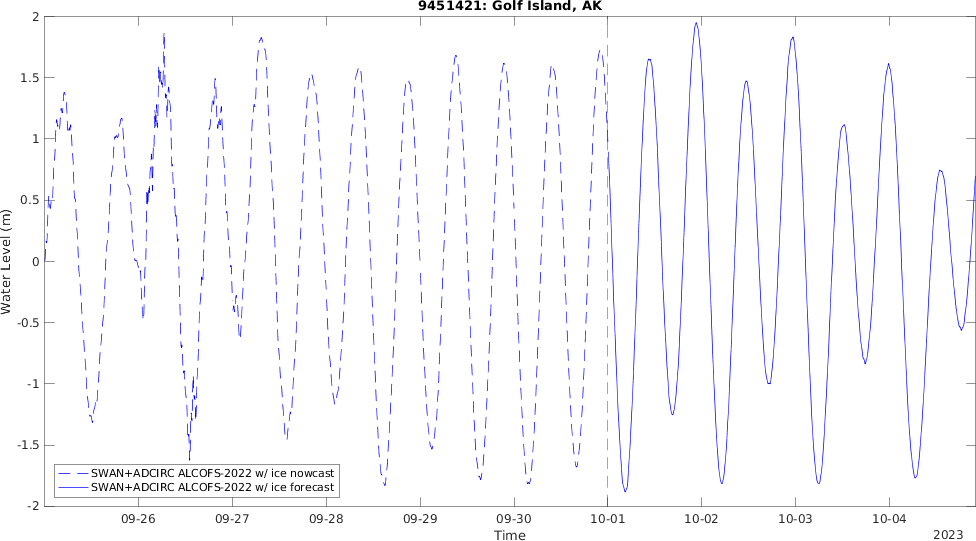 9451421: Golf Island, AK
2
1.5
1
0.5
0
-0.5
-1
-1.5
-2
Water Level (m)
SWAN+ADCIRC ALCOFS-2022 w/ ice nowcast
SWAN+ADCIRC ALCOFS-2022 w/ ice forecast
09-26 09-27 09-28 09-29 09-30 10-01 10-02 10-03 10-04
Time
2023